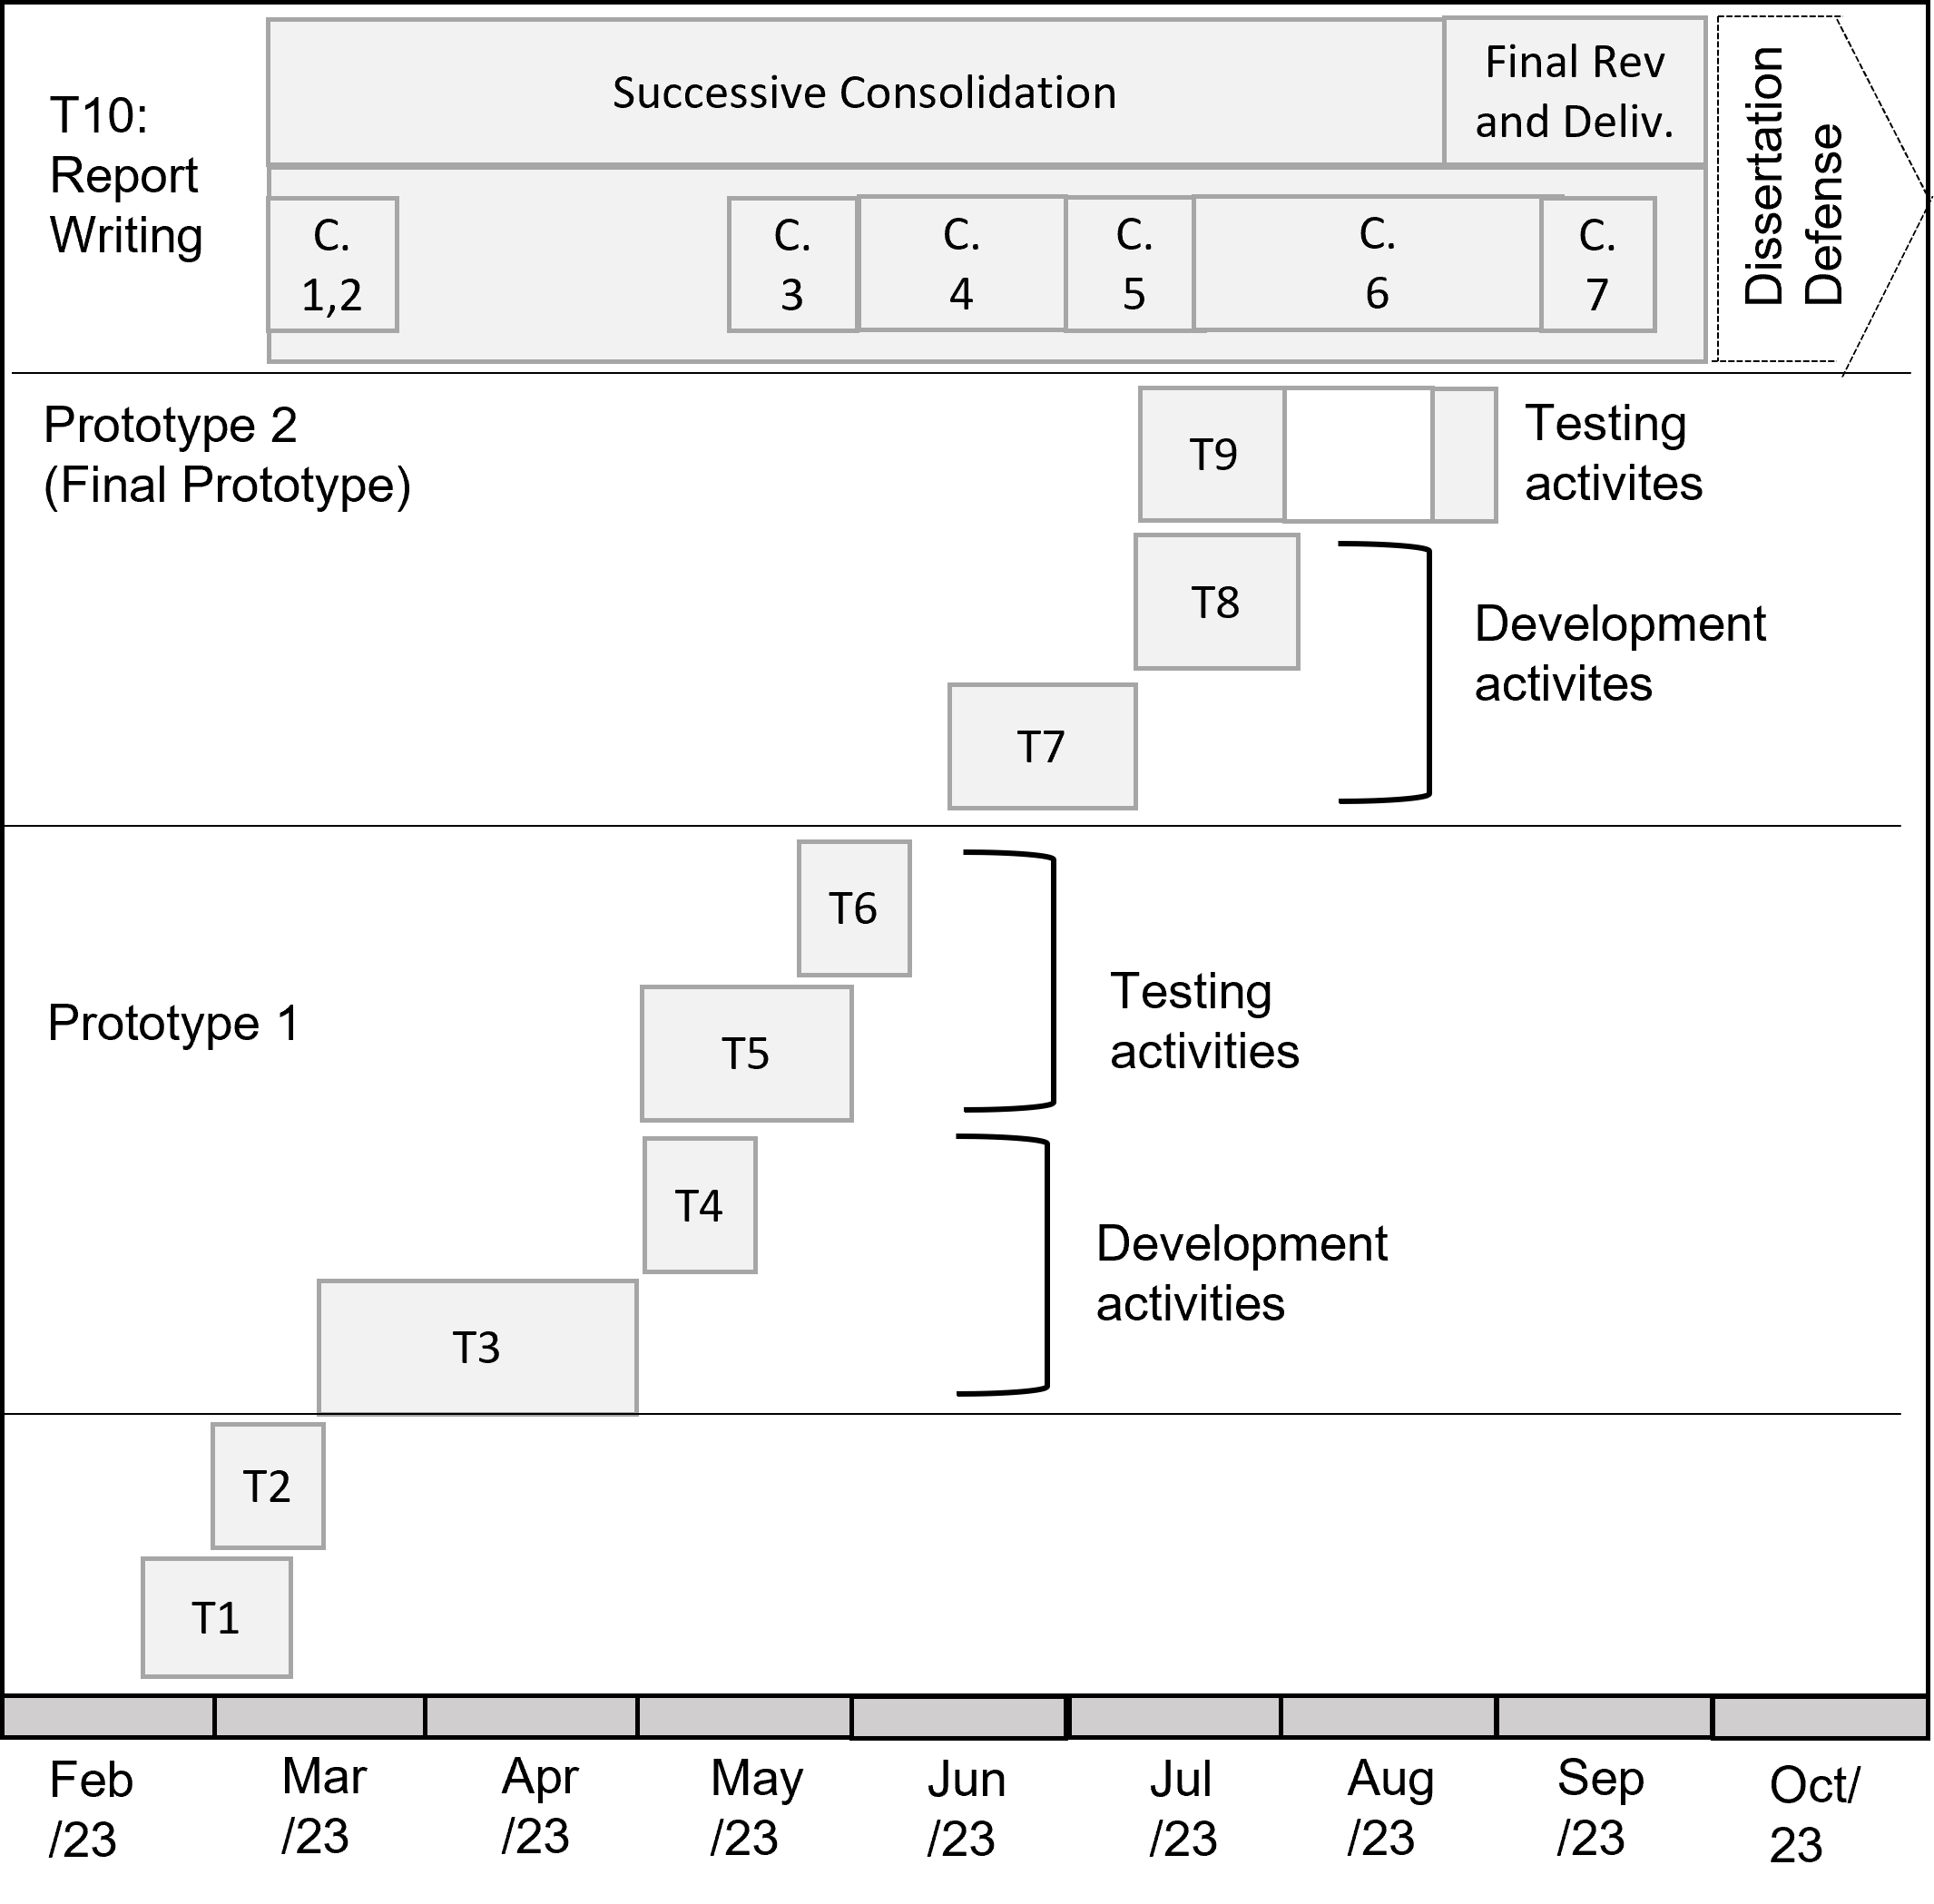 T10:
Report
Writing
Successive Consolidation
Final Rev
and Deliv.
Dissertation
Defense
C.
1,2
C.
3
C.
4
C.
5
C.
6
C.
7
Prototype 2
(Final Prototype)
T9
Testing
activites
T8
Development
activites
T7
T6
Testing
activities
Prototype 1
T5
T4
Development
activities
T3
T2
T1
Feb
/23
Mar
/23
Apr
/23
May
/23
Jun
/23
Jul
/23
Aug
/23
Sep
/23
Oct/
23